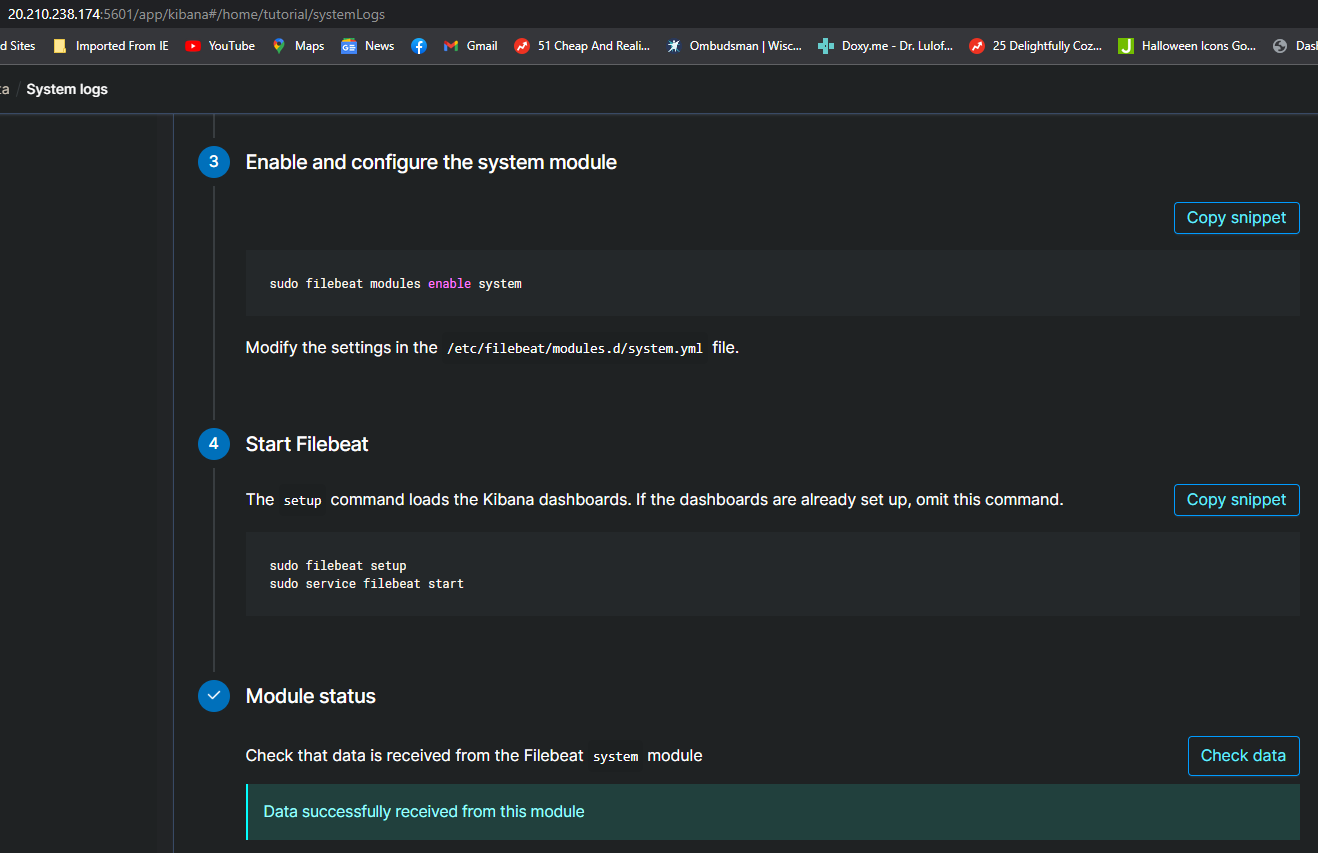 20.210.238.174:5601/app/kibana#/home/tutorial/systemLogs
d Sites Imported From IE YouTube Maps News Gmail 51 Cheap And Reali... Ombudsman | Wisc... Doxy.me - Dr. Lulof... 25 Delightfully Coz... Halloween Icons Go... Dash
ta / System logs
3 Enable and configure the system module
Copy snippet
sudo filebeat modules enable system
Modify the settings in the /etc/filebeat/modules.d/system.yml file.
4 Start Filebeat
The setup command loads the Kibana dashboards. If the dashboards are already set up, omit this command.
Copy snippet
sudo filebeat setup
sudo service filebeat start
Module status
Check that data is received from the Filebeat system module
Check data
Data successfully received from this module